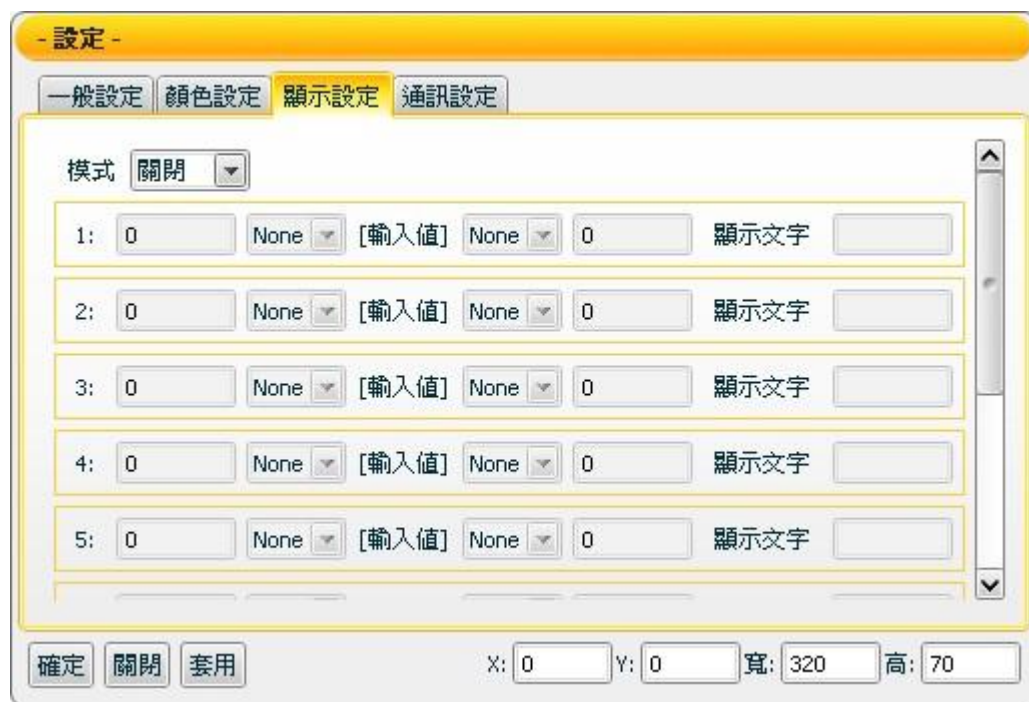 - 設定 -
一般設定 顏色設定 顯示設定 通訊設定
模式 關閉
1: 0 None [輸入值] None 0 顯示文字
2: 0 None [輸入值] None 0 顯示文字
3: 0 None [輸入值] None 0 顯示文字
4: 0 None [輸入值] None 0 顯示文字
5: 0 None [輸入值] None 0 顯示文字
確定 關閉 套用 X: 0 Y: 0 寬: 320 高: 70